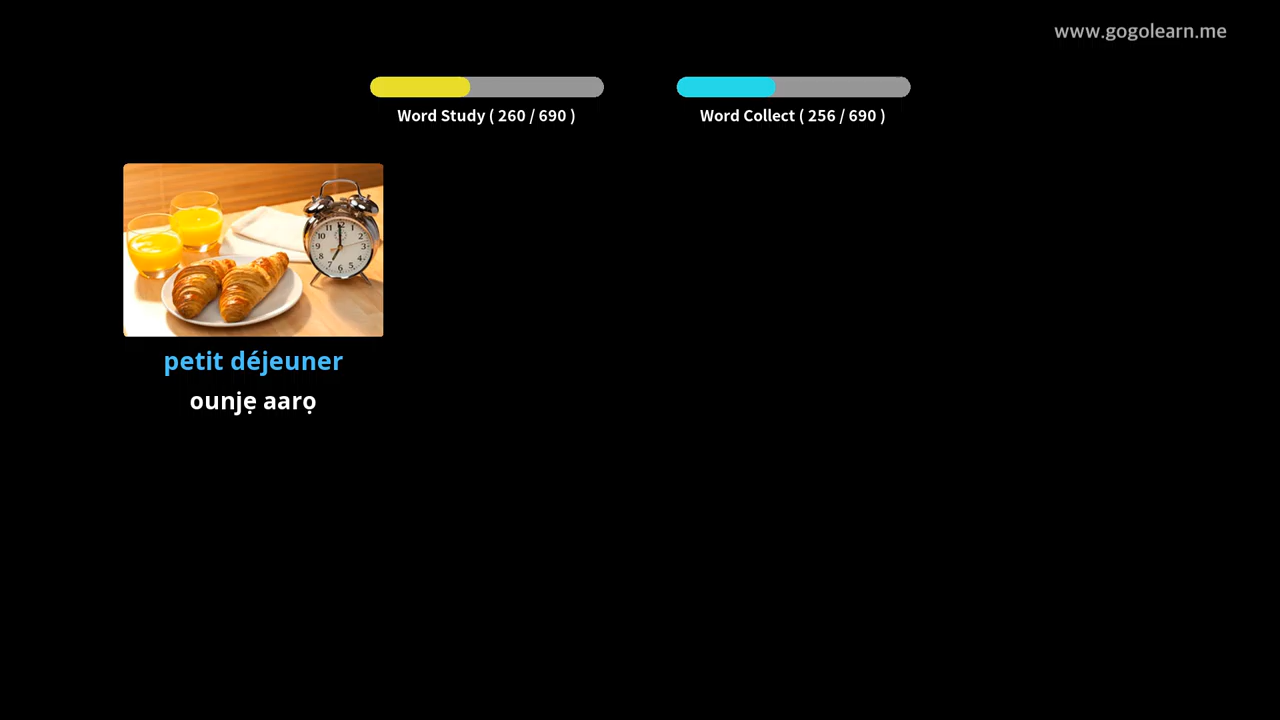 www.gogolearn.me
Word Study ( 260 / 690 )
Word Collect ( 256 / 690 )
petit déjeuner
ounjẹ aarọ